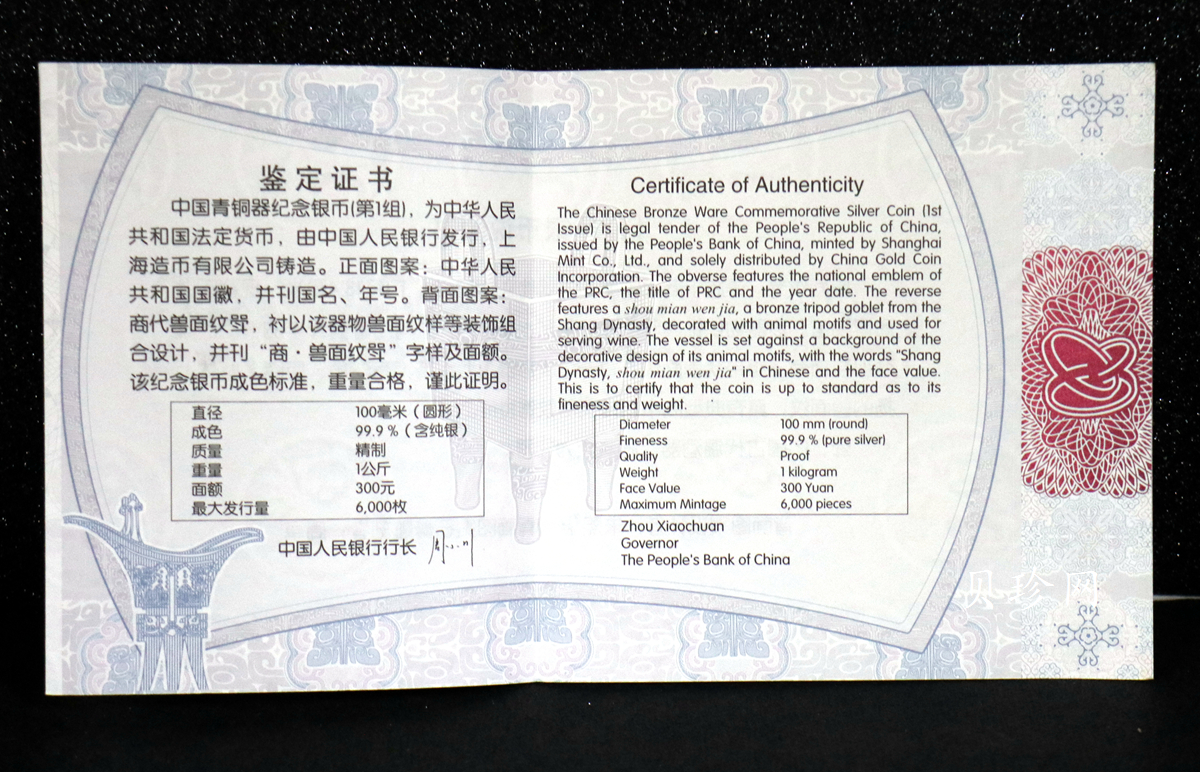 鉴定证书
中国青铜器纪念银币(第1组)，为中华人民
共和国法定货币，由中国人民银行发行，上
海造币有限公司铸造。正面图案：中华人民
共和国国徽，并刊国名、年号。背面图案：
商代兽面纹斝，衬以该器物兽面纹样等装饰组
合设计，并刊“商·兽面纹斝”字样及面额。
该纪念银币成色标准，重量合格，谨此证明。
直径 100毫米（圆形）
成色 99.9％（含纯银）
质量 精制
重量 1公斤
面额 300元
最大发行量 6,000枚
中国人民银行行长 周小川
Certificate of Authenticity
The Chinese Bronze Ware Commemorative Silver Coin (1st
Issue) is legal tender of the People's Republic of China,
issued by the People's Bank of China, minted by Shanghai
Mint Co., Ltd., and solely distributed by China Gold Coin
Incorporation. The obverse features the national emblem of
the PRC, the title of PRC and the year date. The reverse
features a shou mian wen jia, a bronze tripod goblet from the
Shang Dynasty, decorated with animal motifs and used for
serving wine. The vessel is set against a background of the
decorative design of its animal motifs, with the words "Shang
Dynasty, shou mian wen jia" in Chinese and the face value.
This is to certify that the coin is up to standard as to its
fineness and weight.
Diameter 100 mm (round)
Fineness 99.9 % (pure silver)
Quality Proof
Weight 1 kilogram
Face Value 300 Yuan
Maximum Mintage 6,000 pieces
Zhou Xiaochuan
Governor
The People's Bank of China
珍网